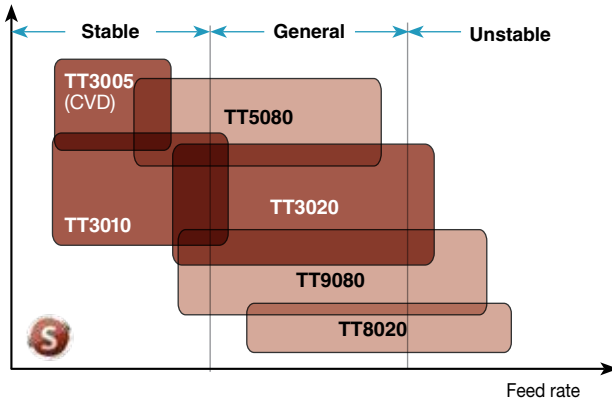 Stable
General
Unstable
TT3005
(CVD)
TT5080
TT3010
TT3020
TT9080
TT8020
S
Feed rate